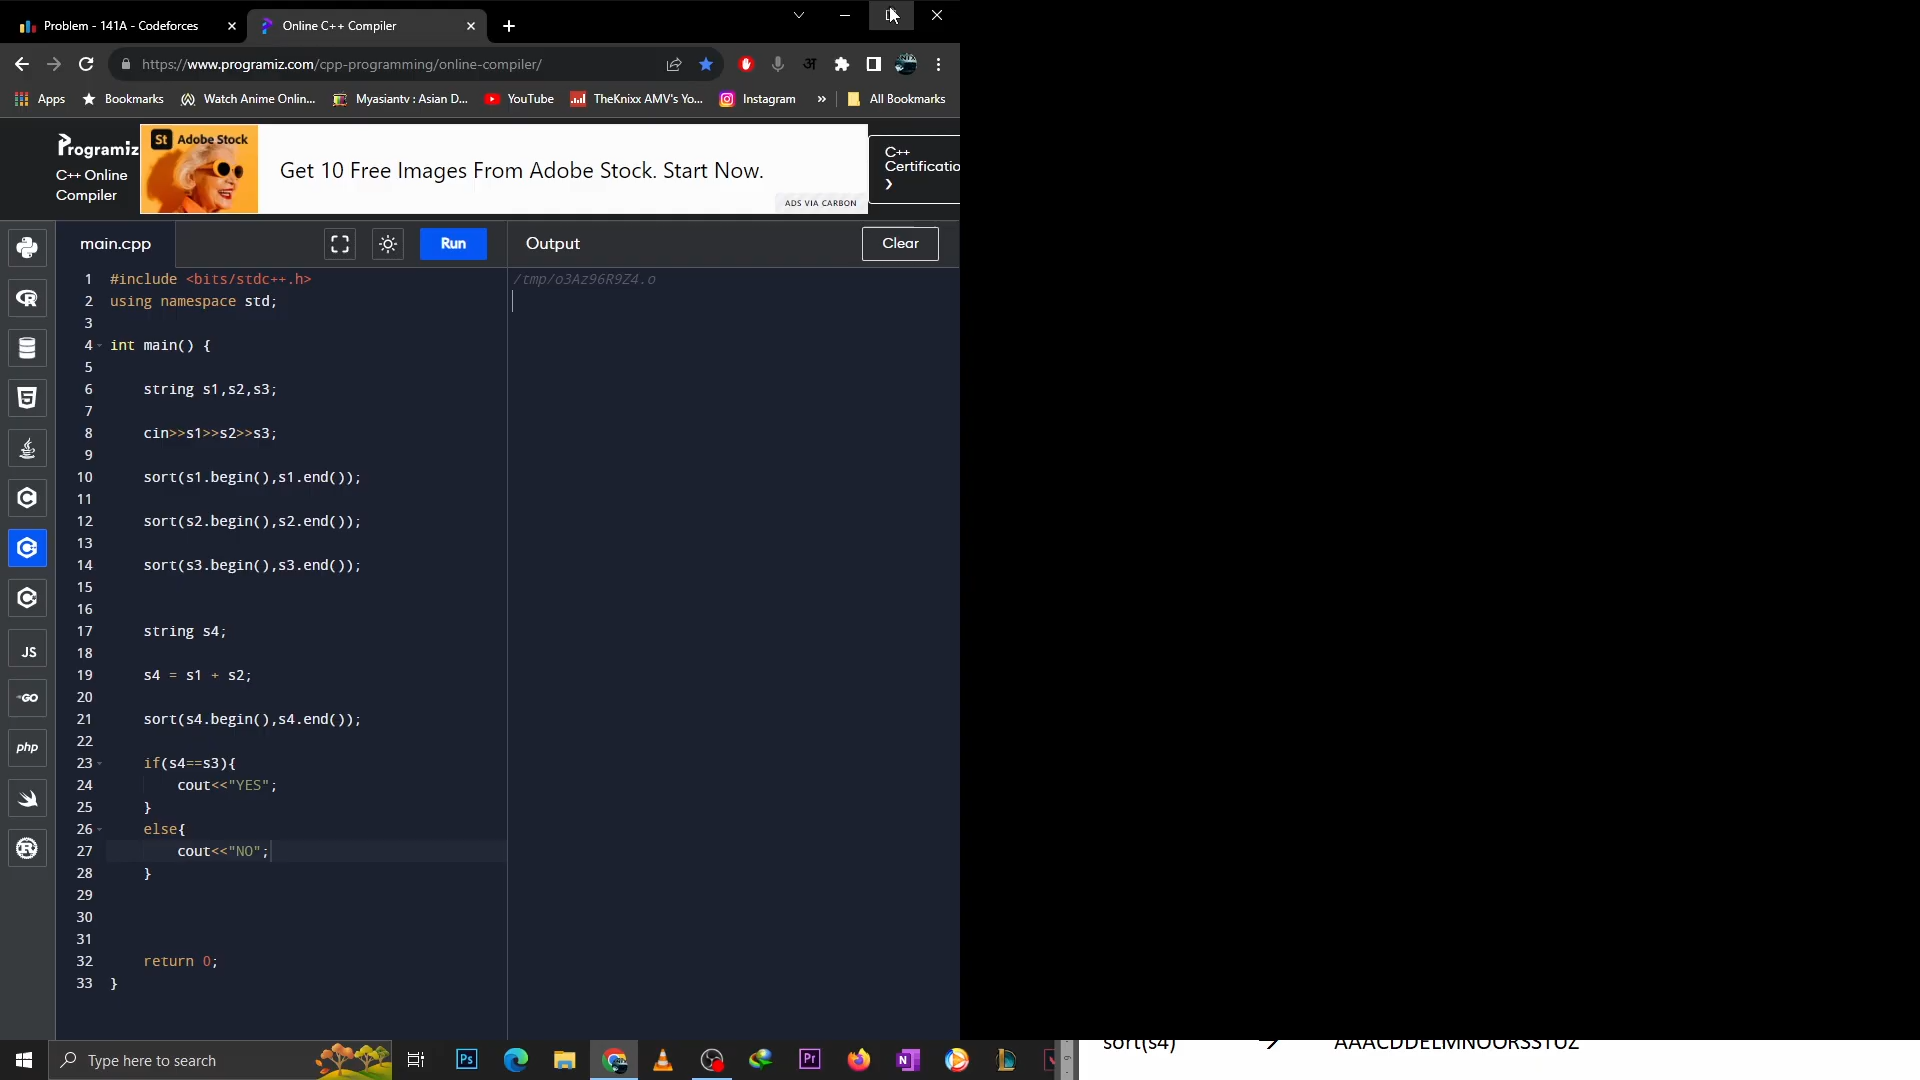 Problem - 141A - Codeforces
Online C++ Compiler
https://www.programiz.com/cpp-programming/online-compiler/
Apps
Bookmarks
Watch Anime Onlin...
Myasiantv : Asian D...
YouTube
TheKnixx AMV's Yo...
Instagram
»
All Bookmarks
Programiz
C++ Online
Compiler
St Adobe Stock
Get 10 Free Images From Adobe Stock. Start Now.
ADS VIA CARBON
C++
Certificatio
main.cpp
Run
Output
Clear
1 #include <bits/stdc++.h>
2 using namespace std;
3
4 int main() {
5
6 string s1,s2,s3;
7
8 cin>>s1>>s2>>s3;
9
10 sort(s1.begin(),s1.end());
11
12 sort(s2.begin(),s2.end());
13
14 sort(s3.begin(),s3.end());
15
16
17 string s4;
18
19 s4 = s1 + s2;
20
21 sort(s4.begin(),s4.end());
22
23 if(s4==s3){
24 cout<<"YES";
25 }
26 else{
27 cout<<"NO";
28 }
29
30
31
32 return 0;
33 }
/tmp/o3Az96R9Z4.o
JS
GO
php
Type here to search
Ps
Pr
N
sort(s4) → AAACDDELMNOORSSTUZ